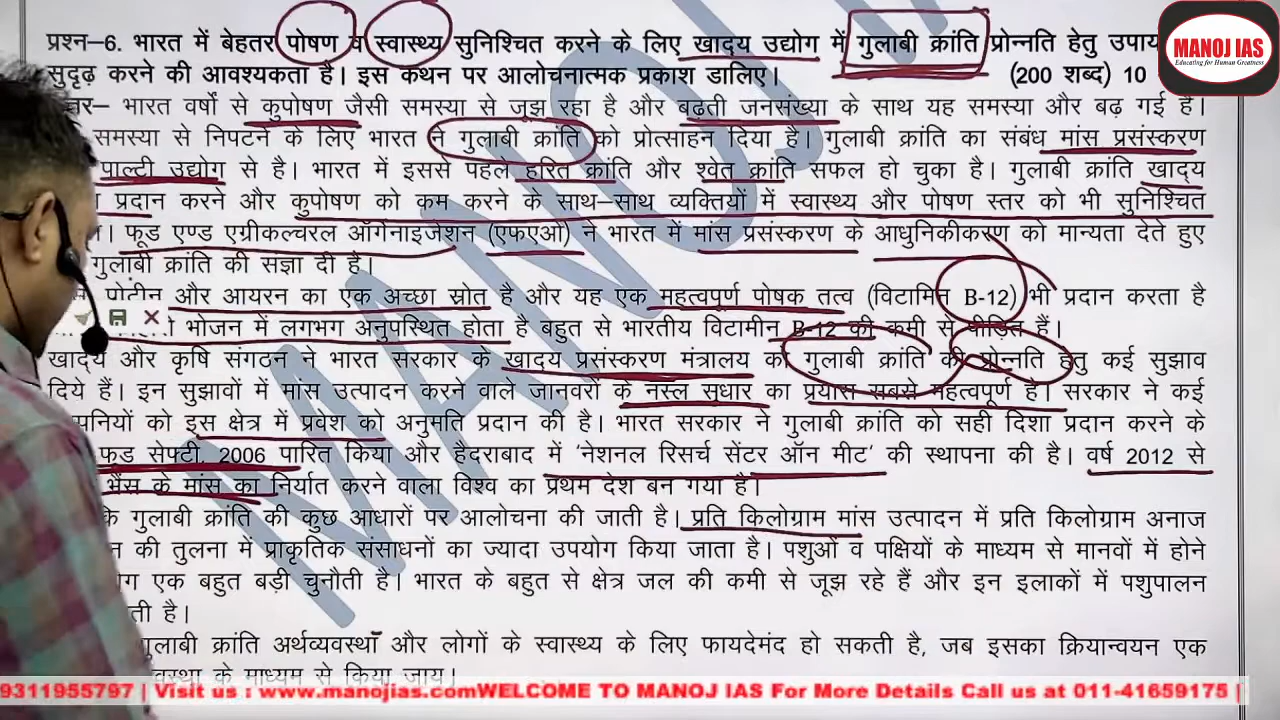 प्रश्न–6. भारत में बेहतर पोषण व स्वास्थ्य सुनिश्चित करने के लिए खाद्य उद्योग में गुलाबी क्रांति प्रोन्नति हेतु
सुदृढ़ करने की आवश्यकता है। इस कथन पर आलोचनात्मक प्रकाश डालिए। (200 शब्द) 10
भारत वर्षो से कुपोषण जैसी समस्या से जूझ रहा है और बढ़ती जनसंख्या के साथ यह समस्या और बढ़ गई है।
समस्या से निपटने के लिए भारत ने गुलाबी क्रांति को प्रोत्साहन दिया है। गुलाबी क्रांति का संबंध मांस प्रसंस्करण
पाल्टी उद्योग से है। भारत में इससे पहले हरित क्रांति और श्वेत क्रांति सफल हो चुका है। गुलाबी क्रांति खाद्य
प्रदान करने और कुपोषण को कम करने के साथ–साथ व्यक्तियों में स्वास्थ्य और पोषण स्तर को भी सुनिश्चित
। फूड एण्ड एग्रीकल्चरल ऑर्गेनाइजेशन (एफएओ) ने भारत में मांस प्रसंस्करण के आधुनिकीकरण को मान्यता देते हुए
गुलाबी क्रांति की संज्ञा दी है।
प्रोटीन और आयरन का एक अच्छा स्रोत है और यह एक महत्वपूर्ण पोषक तत्व (विटामिन B-12) भी प्रदान करता है
भोजन में लगभग अनुपस्थित होता है बहुत से भारतीय विटामीन B-12 की कमी से पीड़ित हैं।
खाद्य और कृषि संगठन ने भारत सरकार के खाद्य प्रसंस्करण मंत्रालय को गुलाबी क्रांति की प्रोन्नति हेतु कई सुझाव
दिये हैं। इन सुझावों में मांस उत्पादन करने वाले जानवरों के नस्ल सुधार का प्रयास सबसे महत्वपूर्ण है। सरकार ने कई
इस क्षेत्र में प्रवेश को अनुमति प्रदान की है। भारत सरकार ने गुलाबी क्रांति को सही दिशा प्रदान करने के
फूड सेफ्टी, 2006 पारित किया और हैदराबाद में ‘नेशनल रिसर्च सेंटर ऑन मीट’ की स्थापना की है। वर्ष 2012 से
भैंस के मांस का निर्यात करने वाला विश्व का प्रथम देश बन गया है।
गुलाबी क्रांति की कुछ आधारों पर आलोचना की जाती है। प्रति किलोग्राम मांस उत्पादन में प्रति किलोग्राम अनाज
की तुलना में प्राकृतिक संसाधनों का ज्यादा उपयोग किया जाता है। पशुओं व पक्षियों के माध्यम से मानवों में होने
एक बहुत बड़ी चुनौती है। भारत के बहुत से क्षेत्र जल की कमी से जूझ रहे हैं और इन इलाकों में पशुपालन
है।
गुलाबी क्रांति अर्थव्यवस्था और लोगों के स्वास्थ्य के लिए फायदेमंद हो सकती है, जब इसका क्रियान्वयन एक
के माध्यम से किया जाय।
MANOJ IAS
Educating for Human Greatness
9311955797 | Visit us : www.manojias.comWELCOME TO MANOJ IAS For More Details Call us at 011-41659175 |